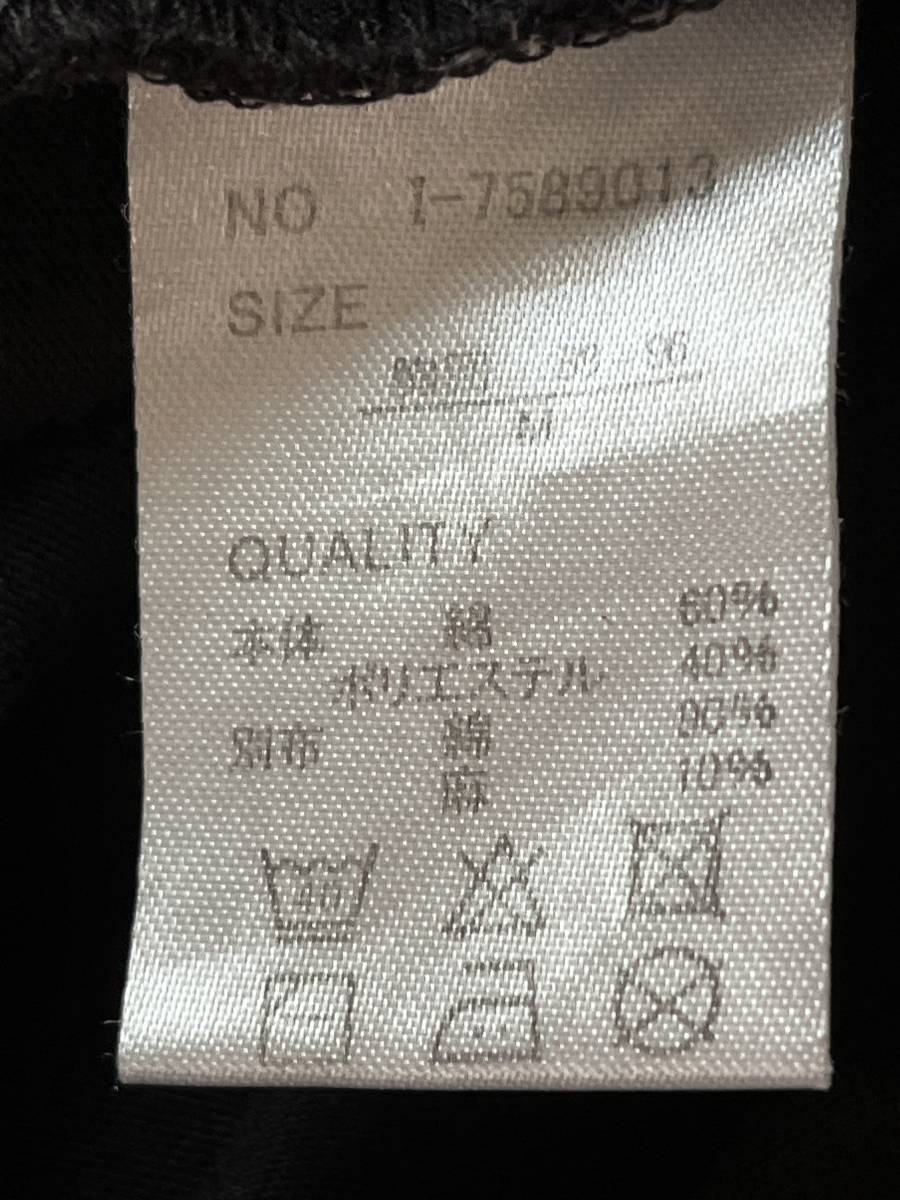 NO I-7589013
SIZE
M
QUALITY
本体 綿 60%
ポリエステル 40%
別布 綿 90%
麻 10%
40